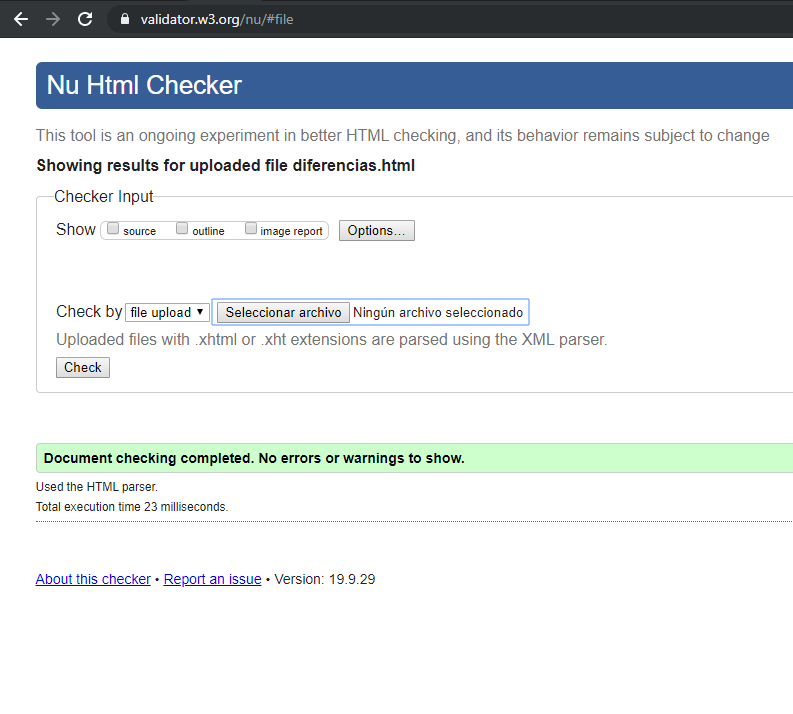 validator.w3.org/nu/#file
Nu Html Checker
This tool is an ongoing experiment in better HTML checking, and its behavior remains subject to change
Showing results for uploaded file diferencias.html
Checker Input
Show source outline image report Options...
Check by file upload Seleccionar archivo Ningún archivo seleccionado
Uploaded files with .xhtml or .xht extensions are parsed using the XML parser.
Check
Document checking completed. No errors or warnings to show.
Used the HTML parser.
Total execution time 23 milliseconds.
About this checker • Report an issue • Version: 19.9.29